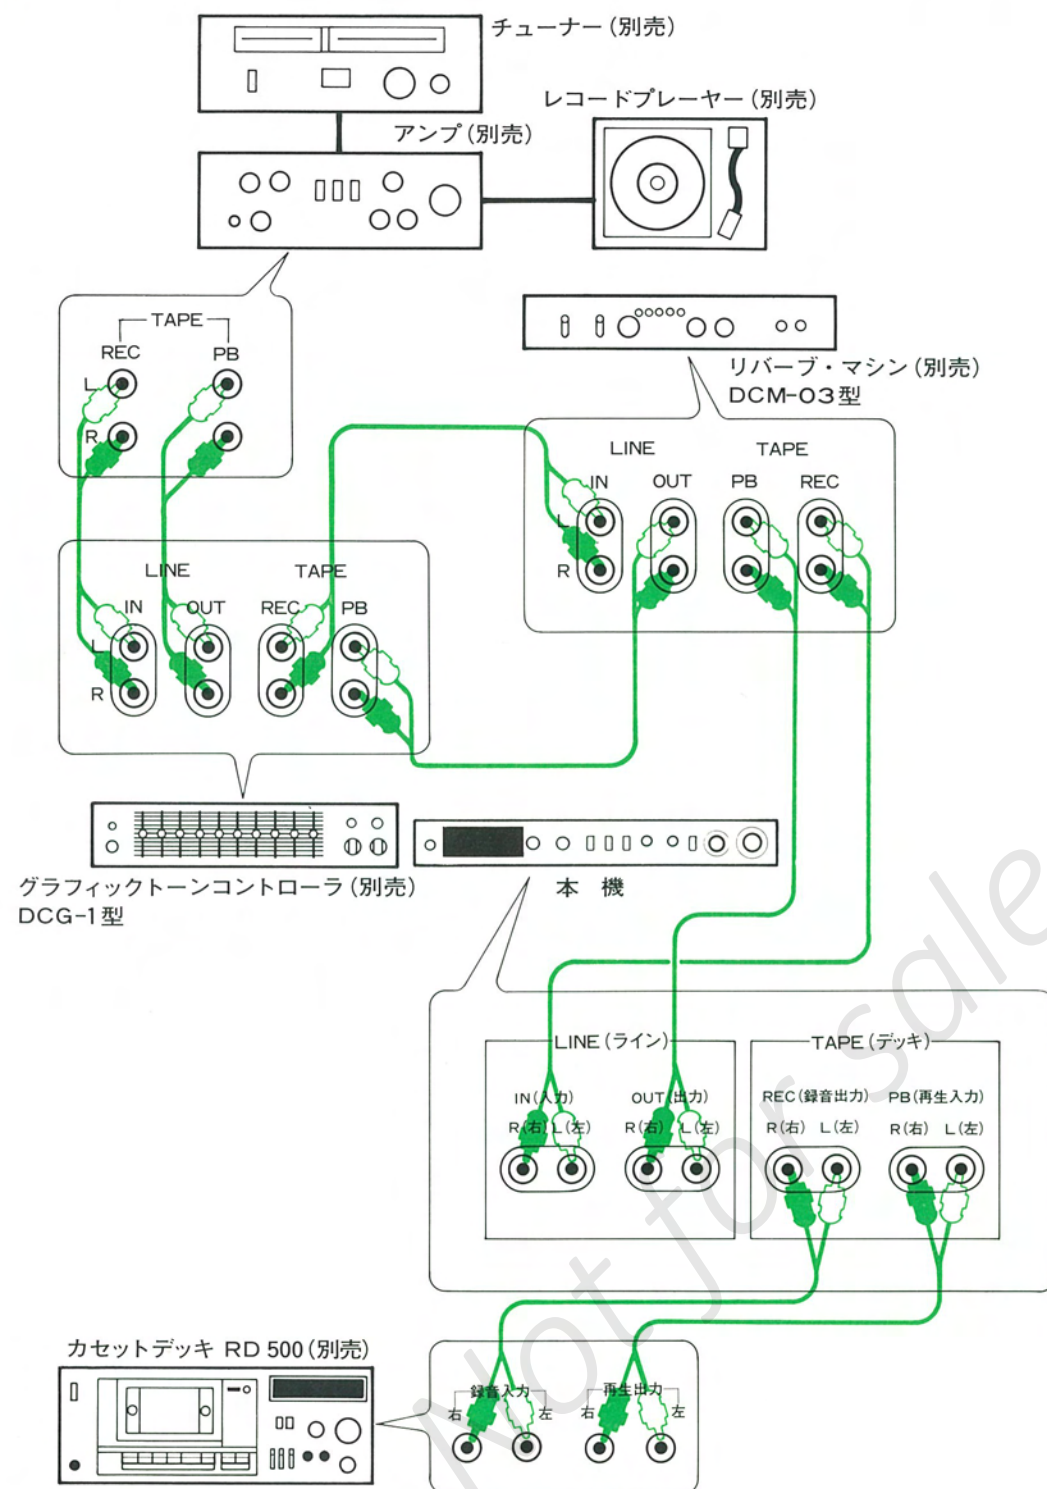 チューナー(別売)
レコードプレーヤー(別売)
アンプ(別売)
TAPE
REC PB
L
R
リバーブ・マシン(別売)
DCM-03型
LINE TAPE
IN OUT PB REC
L
R
LINE TAPE
IN OUT REC PB
L
R
グラフィックトーンコントローラ(別売)
DCG-1型
本機
LINE(ライン) TAPE(デッキ)
IN(入力) OUT(出力) REC(録音出力) PB(再生入力)
R(右) L(左) R(右) L(左) R(右) L(左) R(右) L(左)
カセットデッキ RD 500(別売)
録音入力 再生出力
右 左 右 左
Not for sale